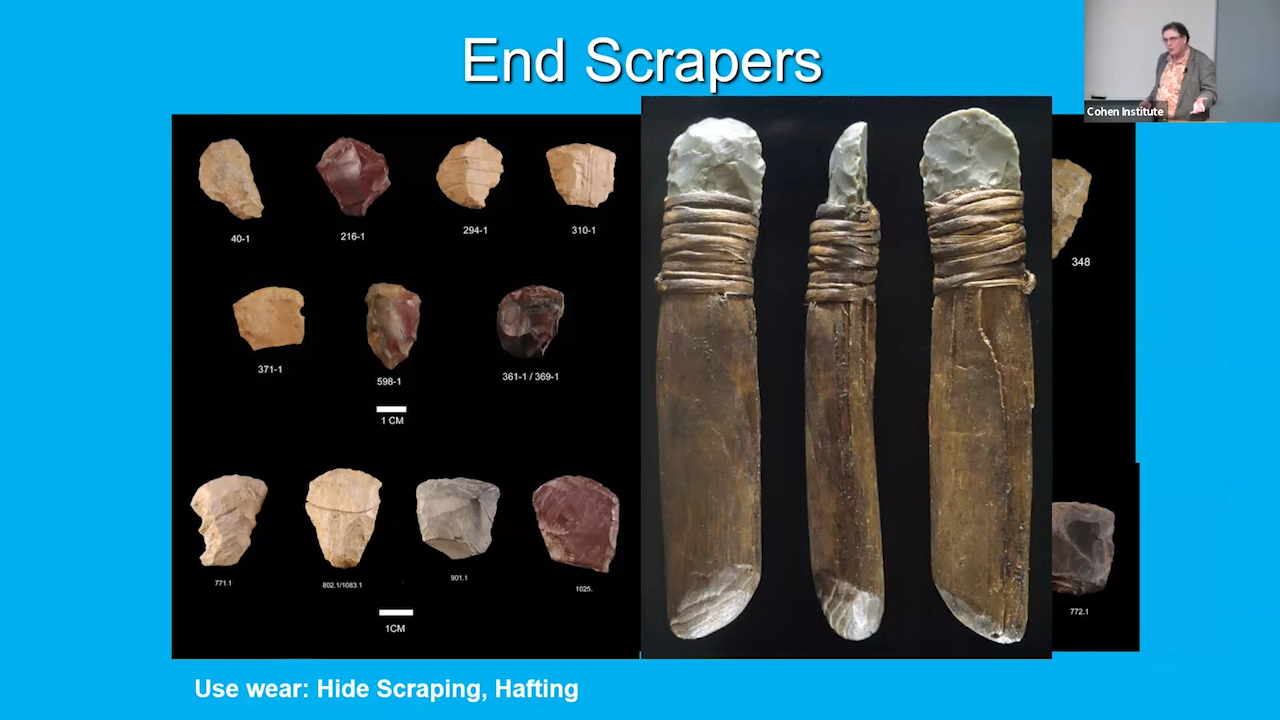 End Scrapers
Cohen Institute
40-1
216-1
294-1
310-1
348
371-1
598-1
361-1 / 369-1
1 CM
771.1
802.1/1083.1
901.1
1025.
772.1
1CM
Use wear: Hide Scraping, Hafting